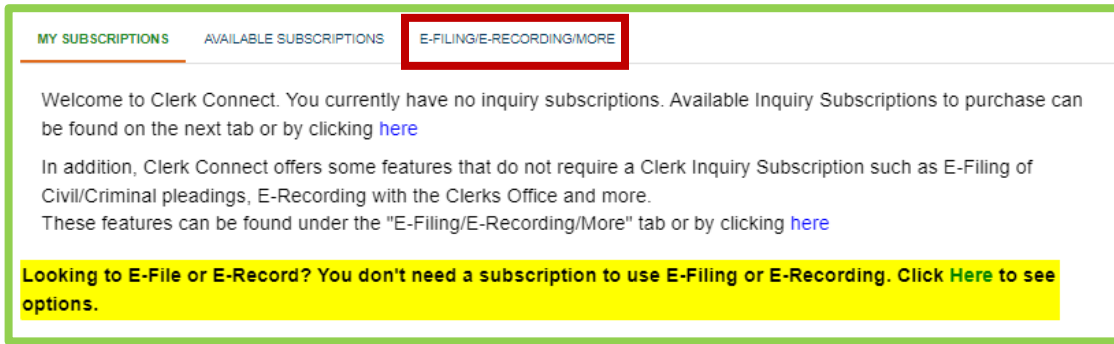 MY SUBSCRIPTIONS AVAILABLE SUBSCRIPTIONS E-FILING/E-RECORDING/MORE
Welcome to Clerk Connect. You currently have no inquiry subscriptions. Available Inquiry Subscriptions to purchase can
be found on the next tab or by clicking here
In addition, Clerk Connect offers some features that do not require a Clerk Inquiry Subscription such as E-Filing of
Civil/Criminal pleadings, E-Recording with the Clerks Office and more.
These features can be found under the "E-Filing/E-Recording/More" tab or by clicking here
Looking to E-File or E-Record? You don't need a subscription to use E-Filing or E-Recording. Click Here to see
options.